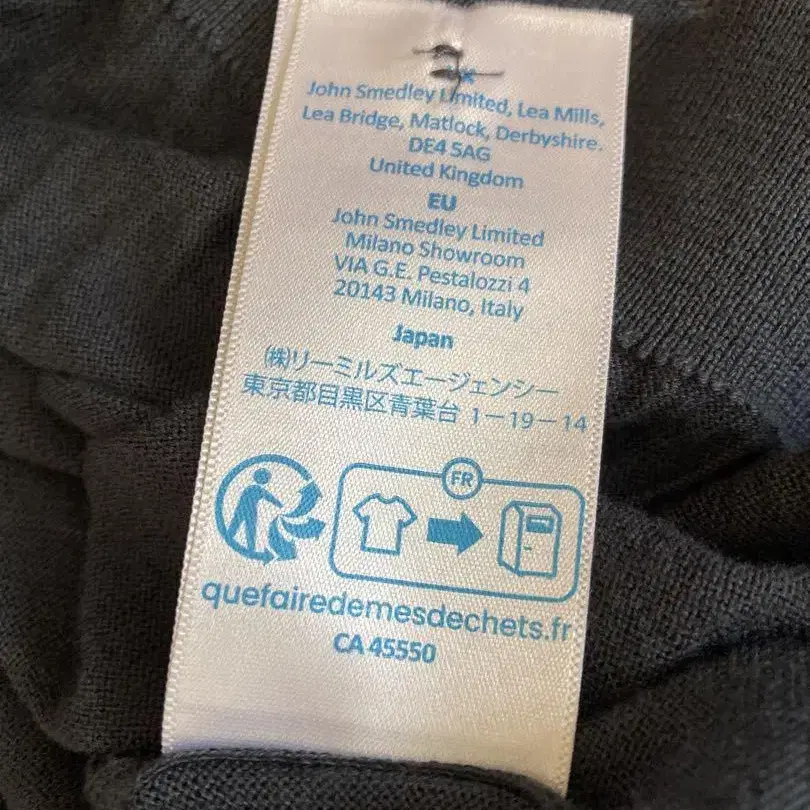 John Smedley Limited, Lea Mills,
Lea Bridge, Matlock, Derbyshire.
DE4 5AG
United Kingdom
EU
John Smedley Limited
Milano Showroom
VIA G.E. Pestalozzi 4
20143 Milano, Italy
Japan
㈱リーミルズエージェンシー
東京都目黒区青葉台 1－19－14
FR
quefairedemesdechets.fr
CA 45550